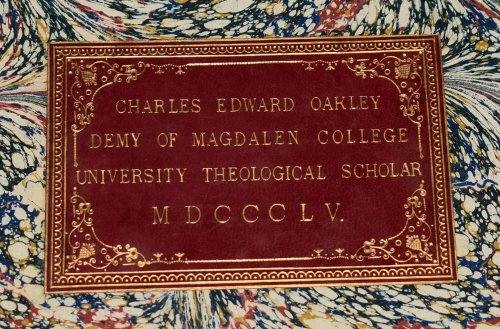 CHARLES EDWARD OAKLEY
DEMY OF MAGDALEN COLLEGE
UNIVERSITY THEOLOGICAL SCHOLAR
MDCCCLV.